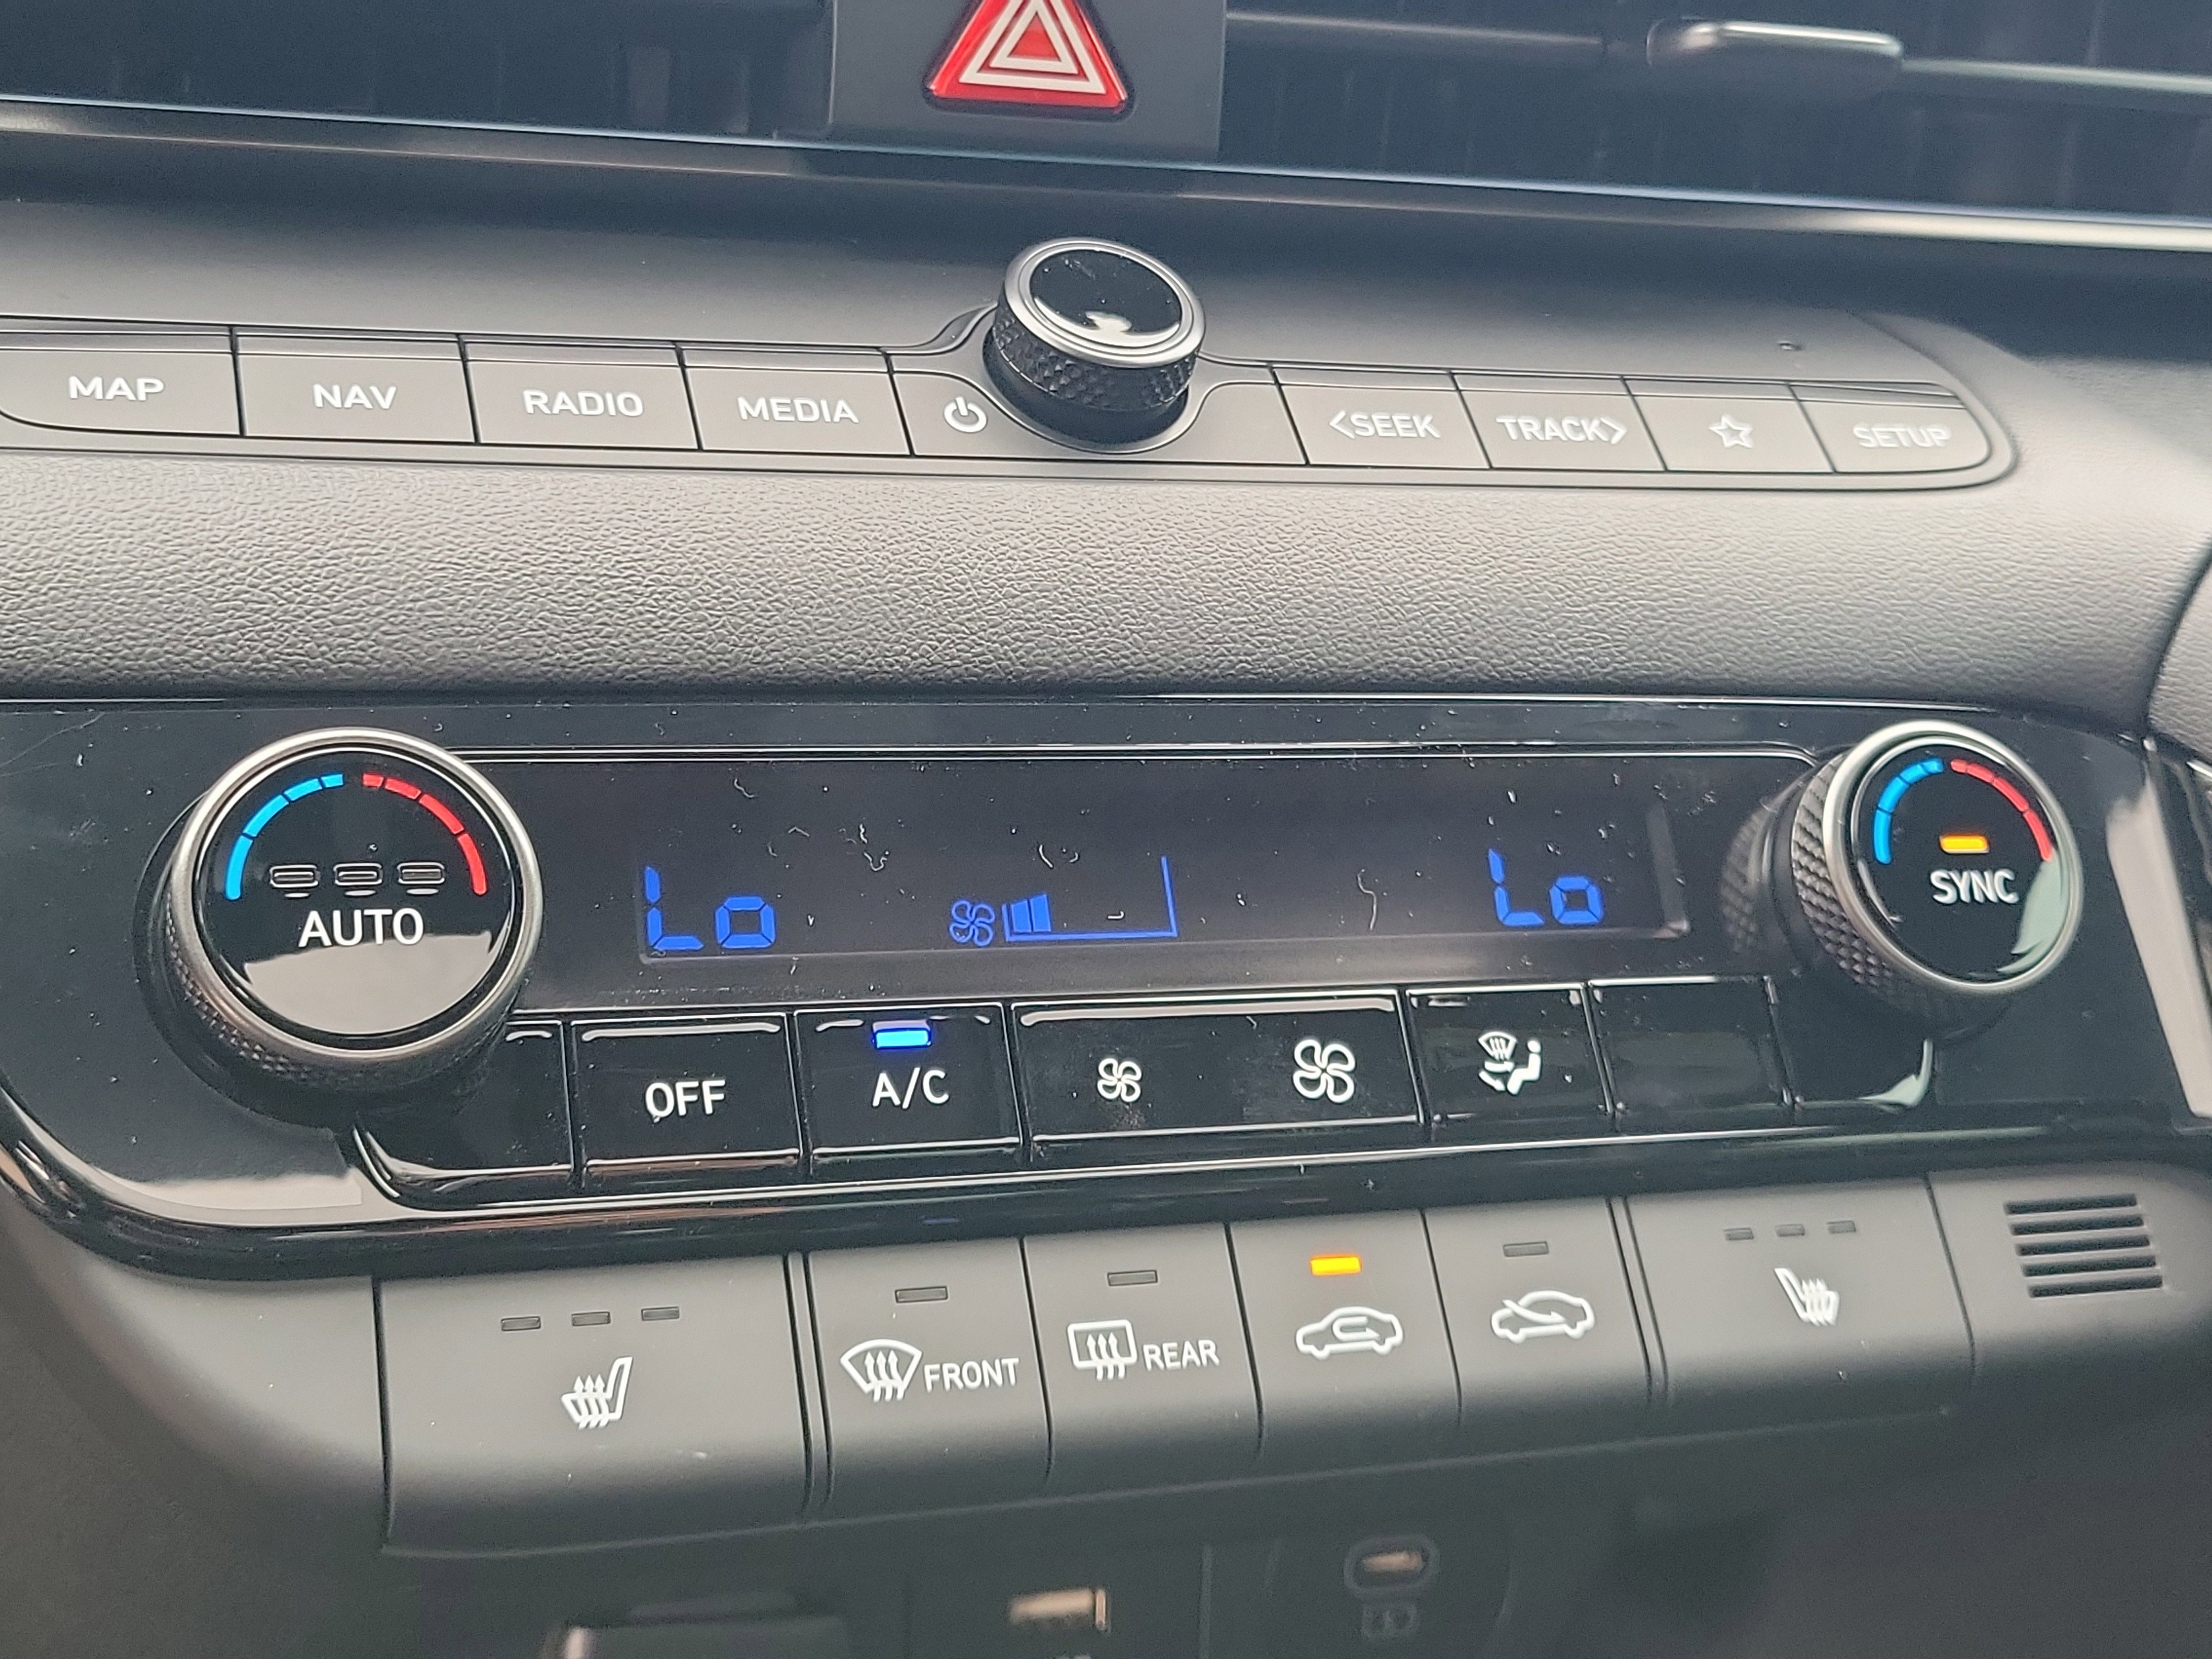 MAP NAV RADIO MEDIA <SEEK TRACK> SETUP
AUTO Lo Lo SYNC
OFF A/C
FRONT REAR